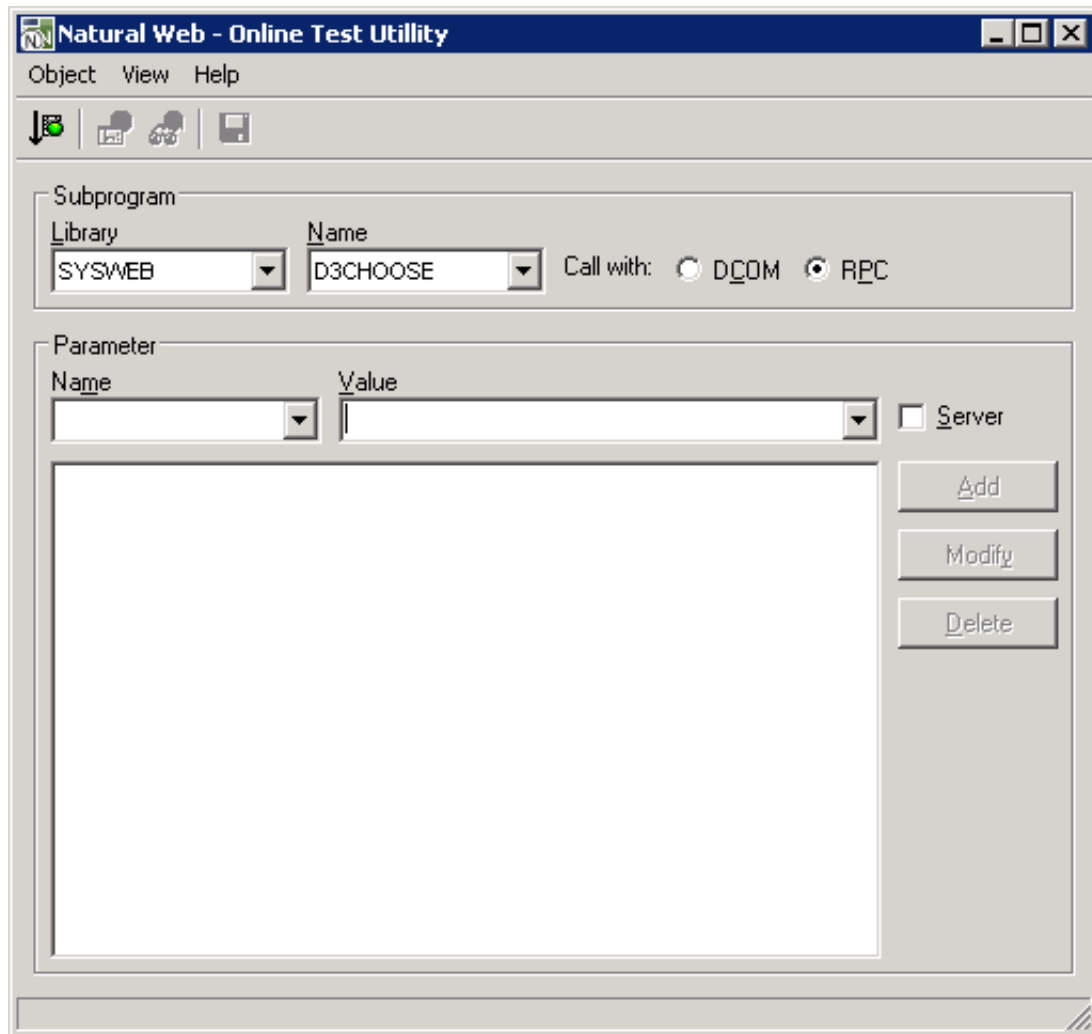 Natural Web - Online Test Utillity
Object View Help
Subprogram
Library Name
SYSWEB D3CHOOSE Call with: DCOM RPC
Parameter
Name Value
Server
Add
Modify
Delete